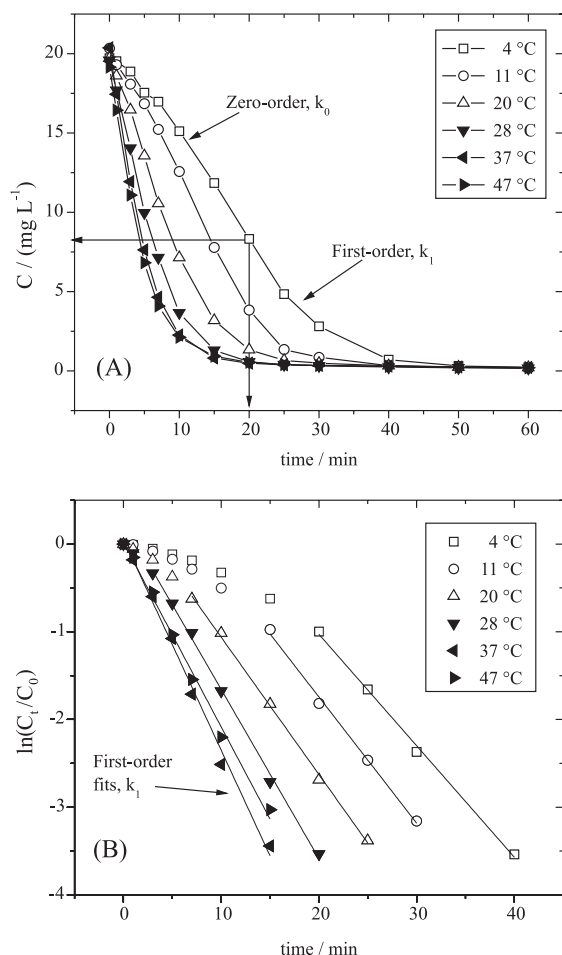 (A)
C / (mg L⁻¹)
20
15
10
5
0
Zero-order, k₀
First-order, k₁
4 °C
11 °C
20 °C
28 °C
37 °C
47 °C
0 10 20 30 40 50 60
time / min
(B)
ln(Cₜ/C₀)
0
-1
-2
-3
-4
First-order
fits, k₁
4 °C
11 °C
20 °C
28 °C
37 °C
47 °C
0 10 20 30 40
time / min